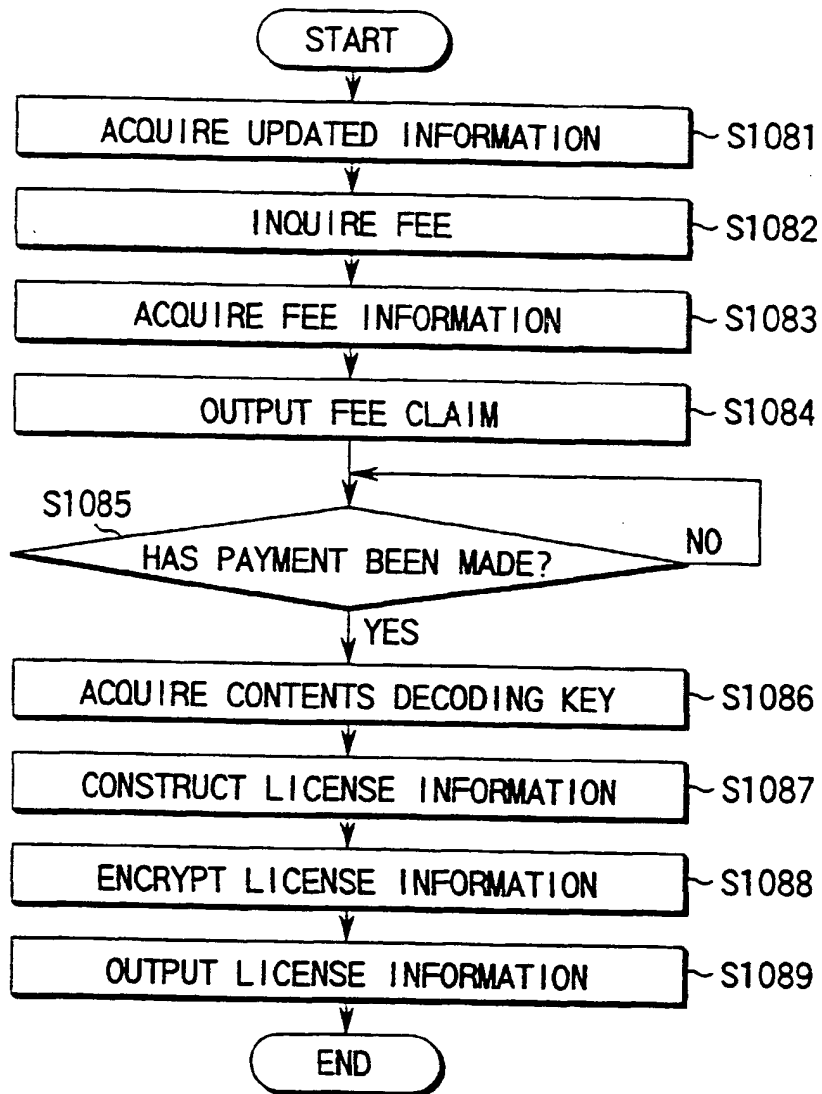 START
ACQUIRE UPDATED INFORMATION
S1081
INQUIRE FEE
S1082
ACQUIRE FEE INFORMATION
S1083
OUTPUT FEE CLAIM
S1084
S1085
HAS PAYMENT BEEN MADE?
NO
YES
ACQUIRE CONTENTS DECODING KEY
S1086
CONSTRUCT LICENSE INFORMATION
S1087
ENCRYPT LICENSE INFORMATION
S1088
OUTPUT LICENSE INFORMATION
S1089
END